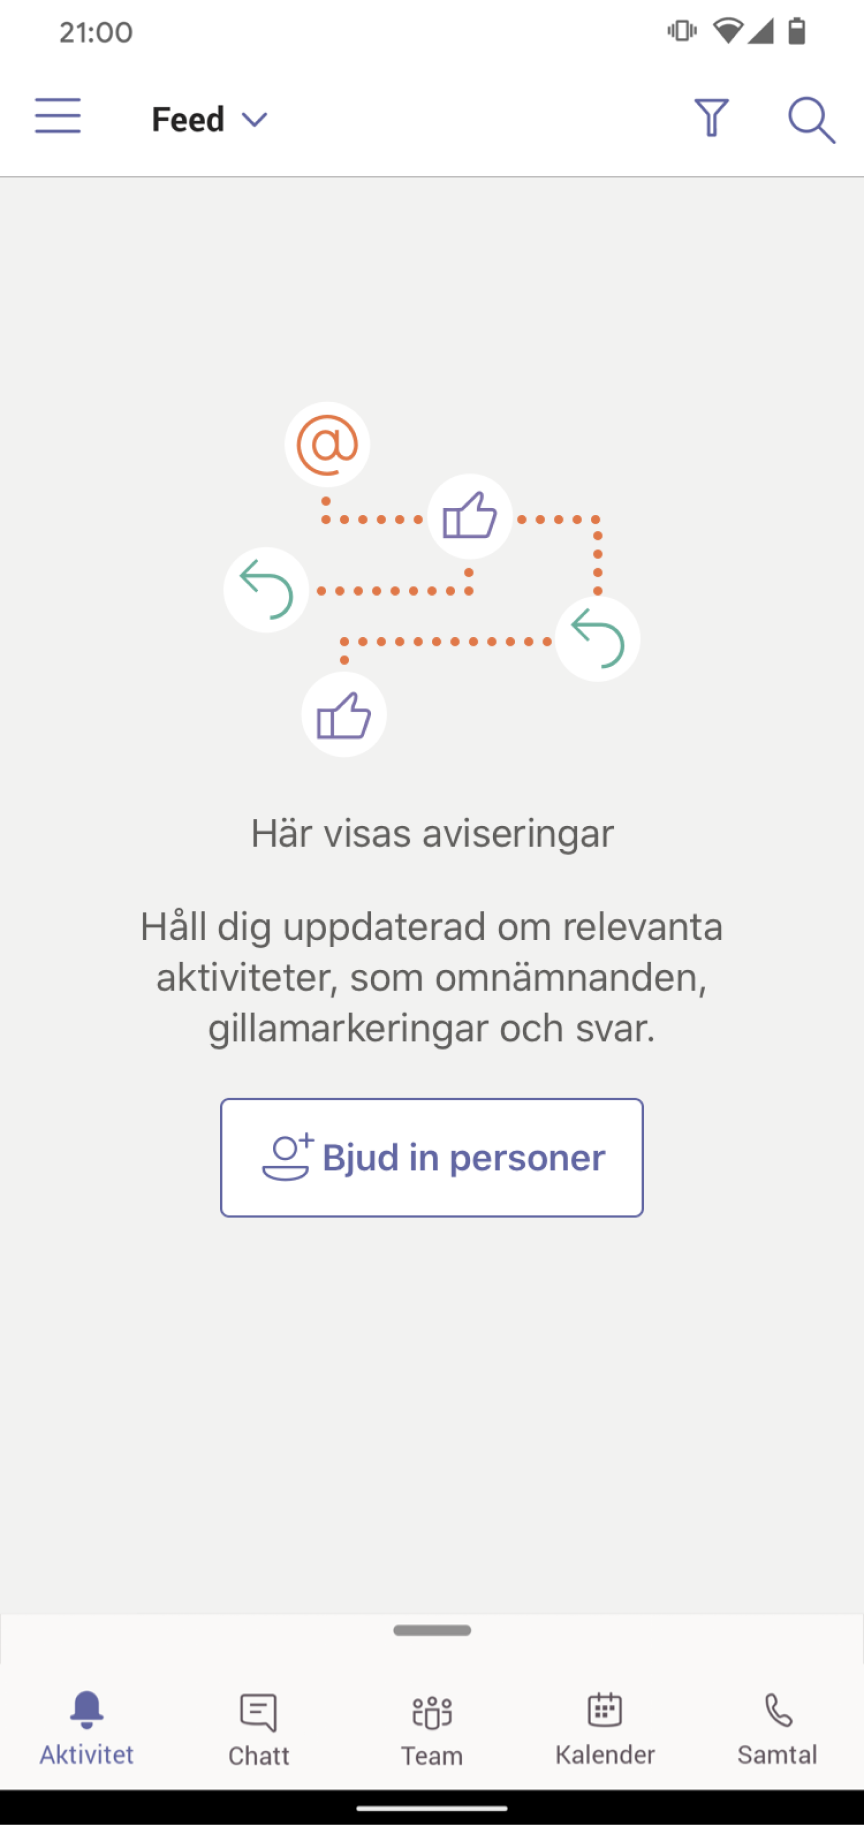 21:00
Feed
@
Här visas aviseringar
Håll dig uppdaterad om relevanta
aktiviteter, som omnämnanden,
gillamarkeringar och svar.
Bjud in personer
Aktivitet
Chatt
Team
Kalender
Samtal